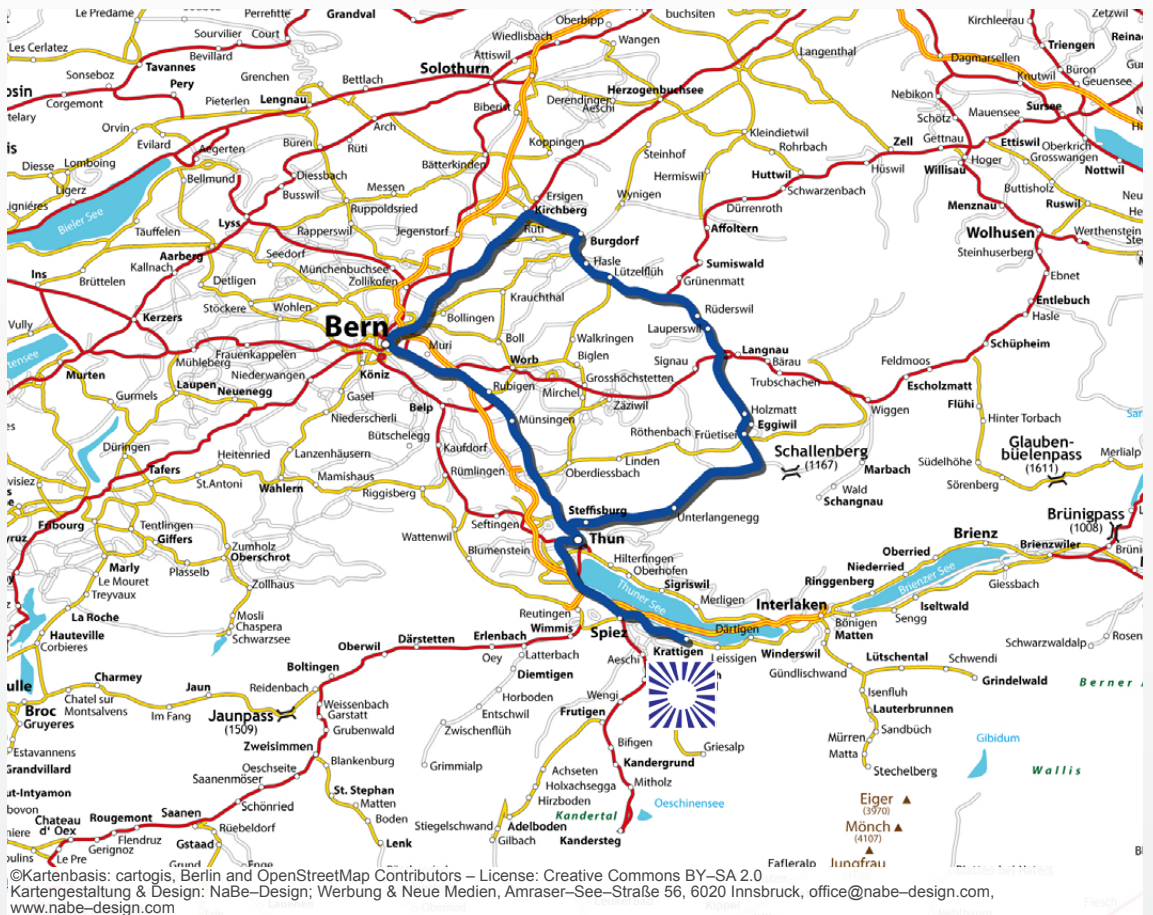 Le Predame
Perrefitte
Grandval
Oberbipp
buchsiten
Kirchleerau
Zetzwil
Sourvilier
Court
Wiedlisbach
Wangen
Triengen
Les Cerlatez
Bevillard
Attiswil
Langenthal
Dagmarsellen
Tavannes
Solothurn
Knutwil
Büron
Sonseboz
Pery
Grenchen
Bettlach
Herzogenbuchsee
Geuensee
Corgemont
Pieterlen
Lengnau
Biberist
Derendingen
Aeschi
Nebikon
Sursee
Schötz
Mauensee
Orvin
Arch
Kleindietwil
Evilard
Büren
Rüti
Koppingen
Rohrbach
Zell
Gettnau
Ettiswil
Oberkrich
Aegerten
Bätterkinden
Steinhof
Hoger
Grosswangen
Diesse
Lomboing
Bellmund
Diessbach
Hermiswil
Huttwil
Hüswil
Willisau
Nottwil
Ligerz
Busswil
Messen
Ersigen
Wynigen
Schwarzenbach
Buttisholz
Bieler See
Lyss
Ruppoldsried
Kirchberg
Dürrenroth
Menznau
Ruswil
Täuffelen
Rapperswil
Jegenstorf
Rüti
Burgdorf
Affoltern
Wolhusen
Werthenstein
Aarberg
Seedorf
Hasle
Steinhuserberg
Ins
Kallnach
Münchenbuchsee
Lützelflüh
Sumiswald
Brüttelen
Detligen
Zollikofen
Grünenmatt
Ebnet
Krauchthal
Stockere
Wohlen
Rüderswil
Entlebuch
Vully
Kerzers
Bern
Bollingen
Lauperswil
Hasle
Boll
Walkringen
Muri
Schüpheim
Mühleberg
Frauenkappelen
Worb
Biglen
Signau
Langnau
Murten
Köniz
Bärau
Feldmoos
Laupen
Niederwangen
Rubigen
Grosshöchstetten
Trubschachen
Escholzmatt
Gurmels
Neuenegg
Gasel
Mirchel
Zäziwil
Belp
Holzmatt
Wiggen
Flühi
Niederscherli
Münsingen
Eggiwil
Hinter Torbach
Düringen
Bütschelegg
Röthenbach
Früetisei
Glauben-
büelenpass
(1611)
Heitenried
Lanzenhäusern
Kaufdorf
Schallenberg
(1167)
Merlialp
Tafers
Linden
Südelhöhe
St.Antoni
Mamishaus
Rümlingen
Oberdiessbach
Marbach
Wahlern
Riggisberg
Wald
Schangnau
Sörenberg
Steffisburg
Unterlangenegg
Brünigpass
(1008)
Fribourg
Tentlingen
Seftingen
Giffers
Wattenwil
Thun
Brienz
Brienzwiler
Zumholz
Oberschrot
Blumenstein
Hilterfingen
Oberried
Marly
Plasselb
Oberhofen
Niederried
Brienzer See
Le Mouret
Zollhaus
Sigriswil
Ringgenberg
Giessbach
Treyvaux
Thuner See
Merligen
Interlaken
Iseltwald
La Roche
Mosli
Reutingen
Bönigen
Sengg
Chaspera
Wimmis
Därtigen
Matten
Hauteville
Schwarzsee
Därstetten
Erlenbach
Spiez
Schwarzwaldalp
Corbieres
Oberwil
Krattigen
Leissigen
Winderswil
Lütschental
Schwendi
Oey
Latterbach
Aeschi
Gündlischwand
Boltingen
Diemtigen
Grindelwald
Charmey
Wengi
Isenfluh
Jaun
Reidenbach
Horboden
Lauterbrunnen
Broc
Chatel sur
Montsalvens
Weissenbach
Entschwil
Frutigen
Gruyeres
Im Fang
Jaunpass
(1509)
Garstatt
Sandbüch
Grubenwald
Zwischenflüh
Mürren
Gibidum
Estavannens
Zweisimmen
Bifigen
Griesalp
Matta
Grandvillard
Blankenburg
Grimmialp
Kandergrund
Stechelberg
Wallis
Oeschseite
Achseten
Saanenmöser
Mitholz
St. Stephan
Holxachsegga
Eiger
(3970)
Matten
Hirzboden
Oeschinensee
Schönried
Boden
Kandertal
Mönch
(4107)
Chateau
d' Oex
Rougemont
Saanen
Rüebeldorf
Stiegelschwand
Adelboden
Flendruz
Gerignoz
Gstaad
Lenk
Gilbach
Kandersteg
Le Pre
Jungfrau
Fafleralp
©Kartenbasis: cartogis, Berlin and OpenStreetMap Contributors – License: Creative Commons BY–SA 2.0
Kartengestaltung & Design: NaBe–Design; Werbung & Neue Medien, Amraser–See–Straße 56, 6020 Innsbruck, office@nabe–design.com,
www.nabe–design.com